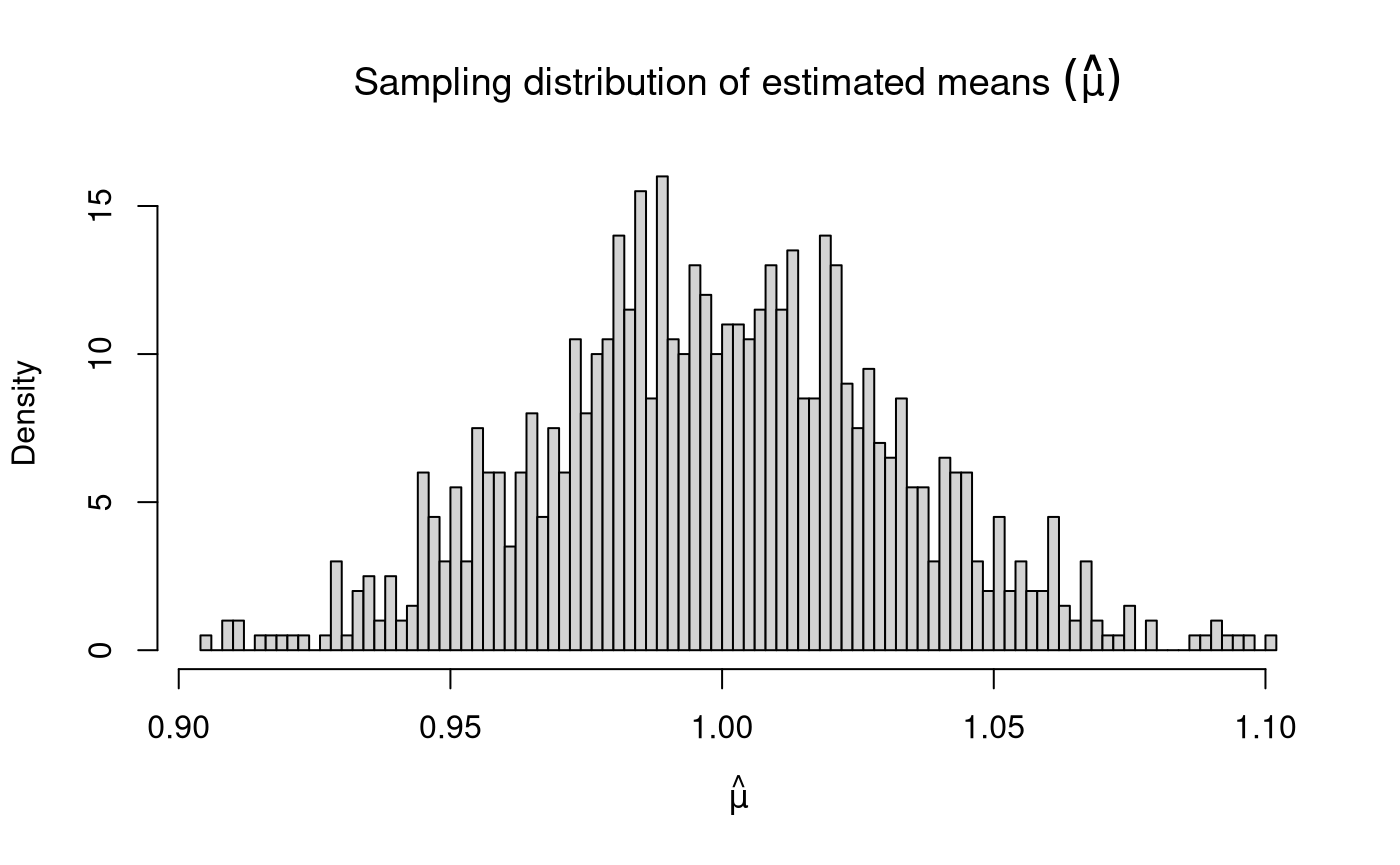 Sampling distribution of estimated means (μ̂)
Density
15
10
5
0
0.90 0.95 1.00 1.05 1.10
μ̂